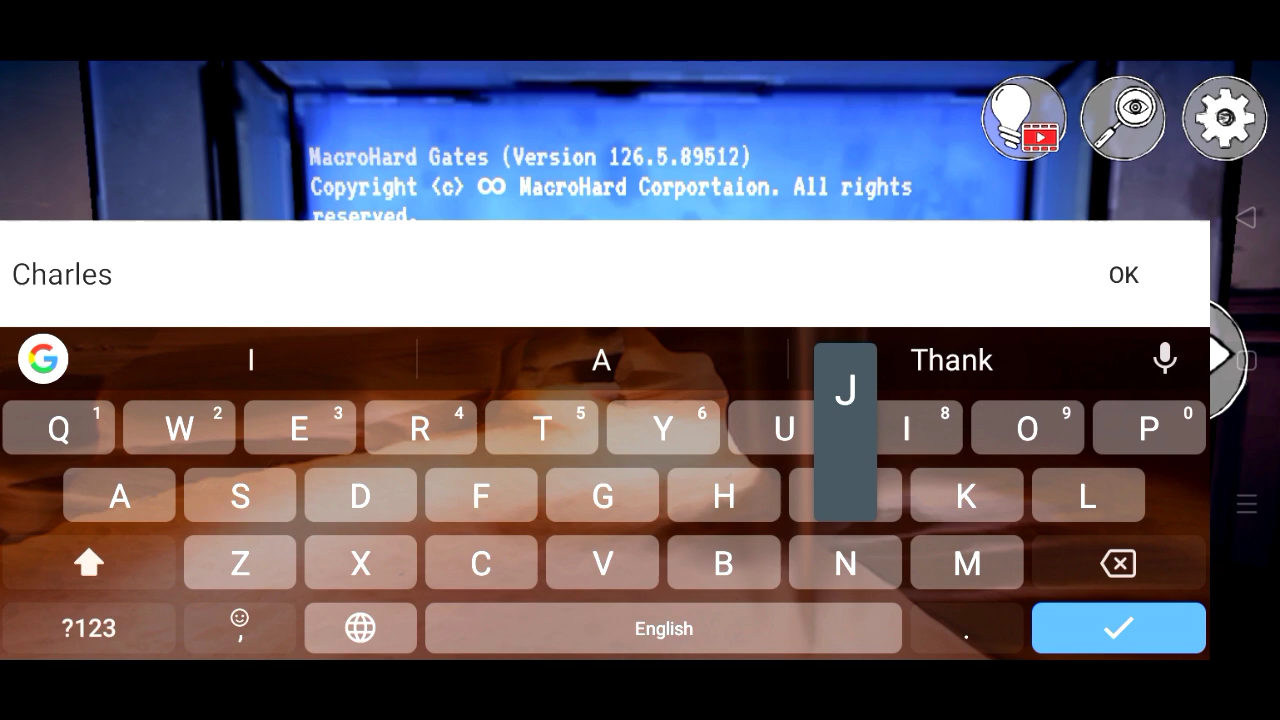 MacroHard Gates (Version 126.5.89512)
Copyright <c> ∞ MacroHard Corportaion. All rights
reserved.
Charles
OK
I
A
Thank
J
Q 1 W 2 E 3 R 4 T 5 Y 6 U I 8 O 9 P 0
A S D F G H K L
Z X C V B N M
?123
,
English
.